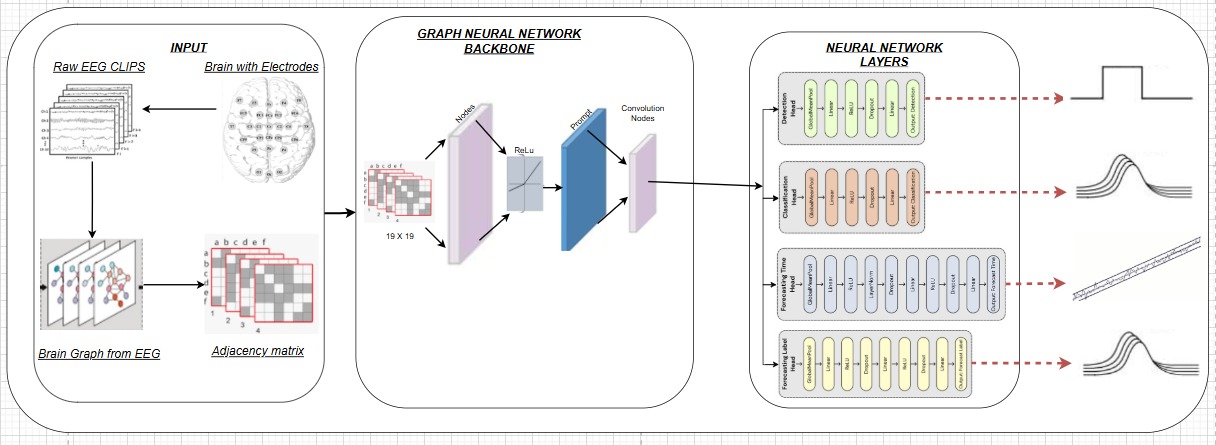 INPUT
Raw EEG CLIPS
Brain with Electrodes
Brain Graph from EEG
a b c d e f
a
b
c
d
e
f
1
2
3
4
Adjacency matrix
GRAPH NEURAL NETWORK
BACKBONE
a b c d e f
1
2
3
4
19 X 19
Nodes
ReLu
Prompt
Convolution
Nodes
NEURAL NETWORK
LAYERS
Detection
Head
GlobalMeanPool
Linear
ReLU
Dropout
Linear
Output: Detection
Classification
Head
GlobalMeanPool
Linear
ReLU
Dropout
Linear
Output: Classification
Forecasting Time
Head
GlobalMeanPool
Linear
ReLU
LayerNorm
Dropout
Linear
ReLU
Dropout
Linear
Output: Forecast Time
Forecasting Label
Head
GlobalMeanPool
Linear
ReLU
Dropout
Linear
ReLU
Dropout
Linear
Output: Forecast Label